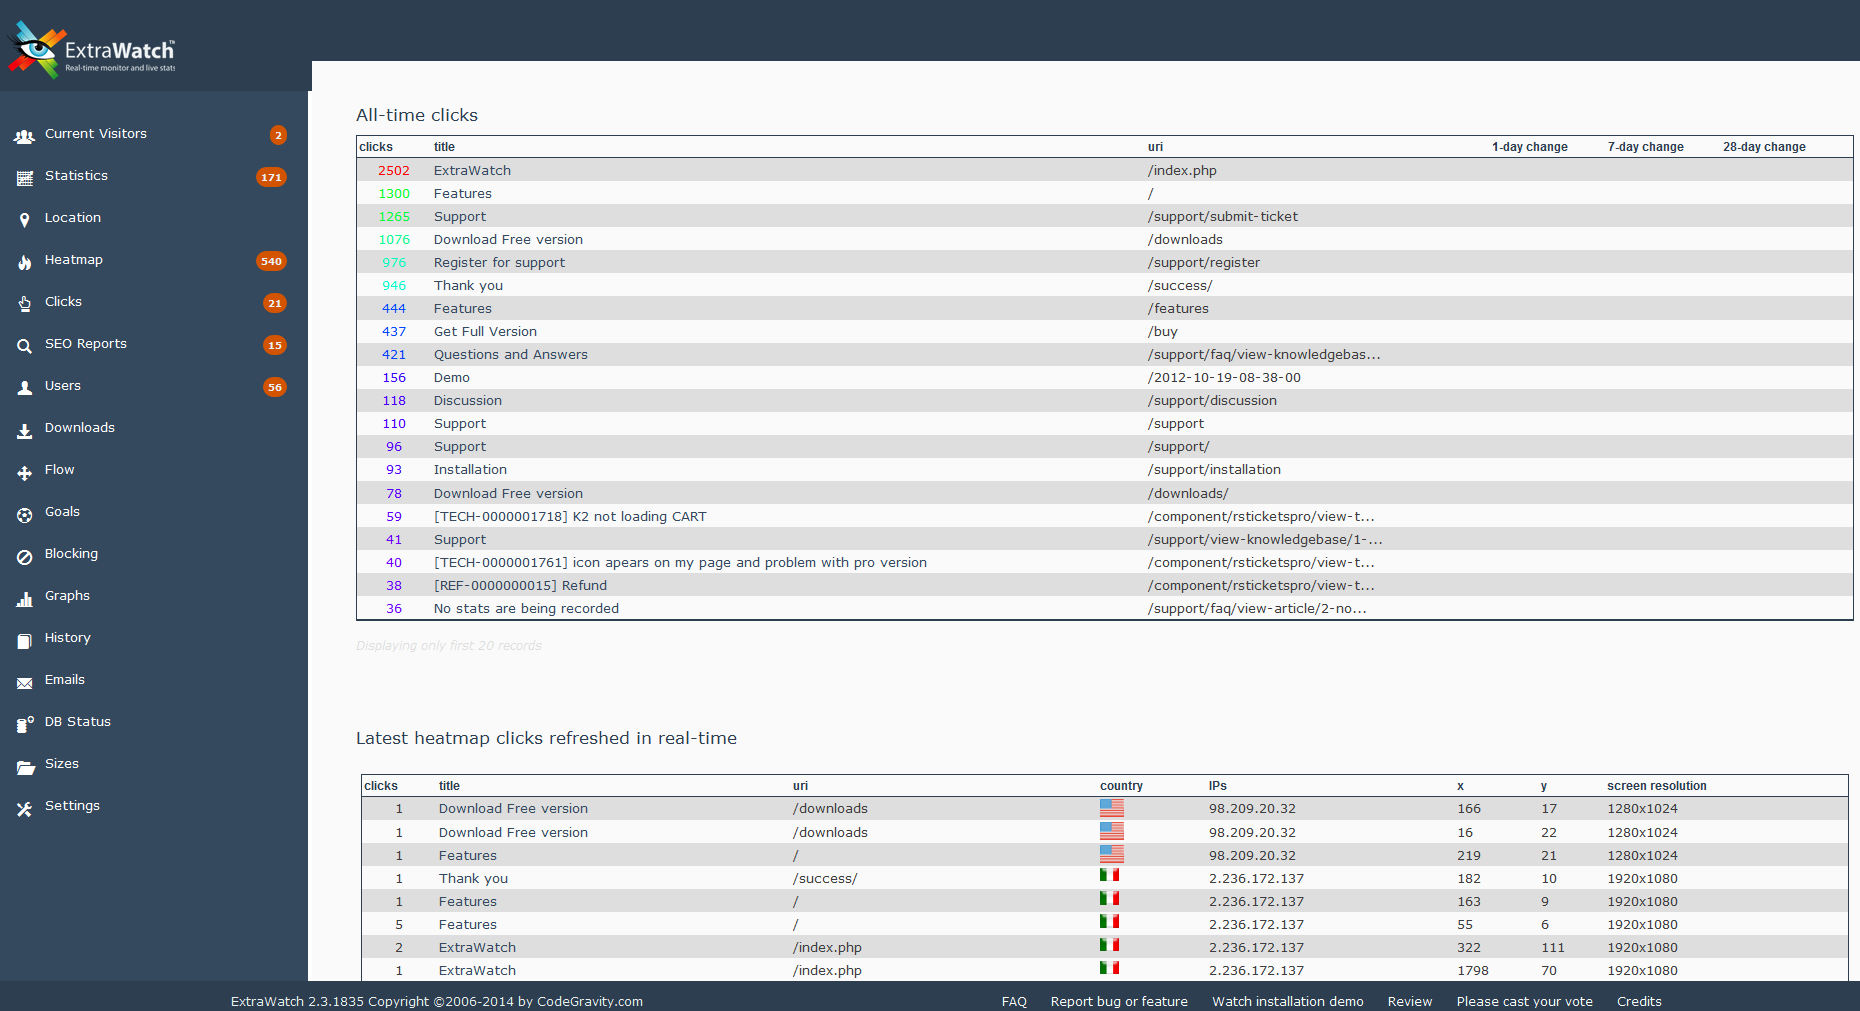 ExtraWatch™
Real-time monitor and live stats
Current Visitors 2
Statistics 171
Location
Heatmap 540
Clicks 21
SEO Reports 15
Users 56
Downloads
Flow
Goals
Blocking
Graphs
History
Emails
DB Status
Sizes
Settings
All-time clicks
clicks title uri 1-day change 7-day change 28-day change
2502 ExtraWatch /index.php
1300 Features /
1265 Support /support/submit-ticket
1076 Download Free version /downloads
976 Register for support /support/register
946 Thank you /success/
444 Features /features
437 Get Full Version /buy
421 Questions and Answers /support/faq/view-knowledgebas...
156 Demo /2012-10-19-08-38-00
118 Discussion /support/discussion
110 Support /support
96 Support /support/
93 Installation /support/installation
78 Download Free version /downloads/
59 [TECH-0000001718] K2 not loading CART /component/rsticketspro/view-t...
41 Support /support/view-knowledgebase/1-...
40 [TECH-0000001761] icon apears on my page and problem with pro version /component/rsticketspro/view-t...
38 [REF-0000000015] Refund /component/rsticketspro/view-t...
36 No stats are being recorded /support/faq/view-article/2-no...
Displaying only first 20 records
Latest heatmap clicks refreshed in real-time
clicks title uri country IPs x y screen resolution
1 Download Free version /downloads 98.209.20.32 166 17 1280x1024
1 Download Free version /downloads 98.209.20.32 16 22 1280x1024
1 Features / 98.209.20.32 219 21 1280x1024
1 Thank you /success/ 2.236.172.137 182 10 1920x1080
1 Features / 2.236.172.137 163 9 1920x1080
5 Features / 2.236.172.137 55 6 1920x1080
2 ExtraWatch /index.php 2.236.172.137 322 111 1920x1080
1 ExtraWatch /index.php 2.236.172.137 1798 70 1920x1080
ExtraWatch 2.3.1835 Copyright ©2006-2014 by CodeGravity.com FAQ Report bug or feature Watch installation demo Review Please cast your vote Credits